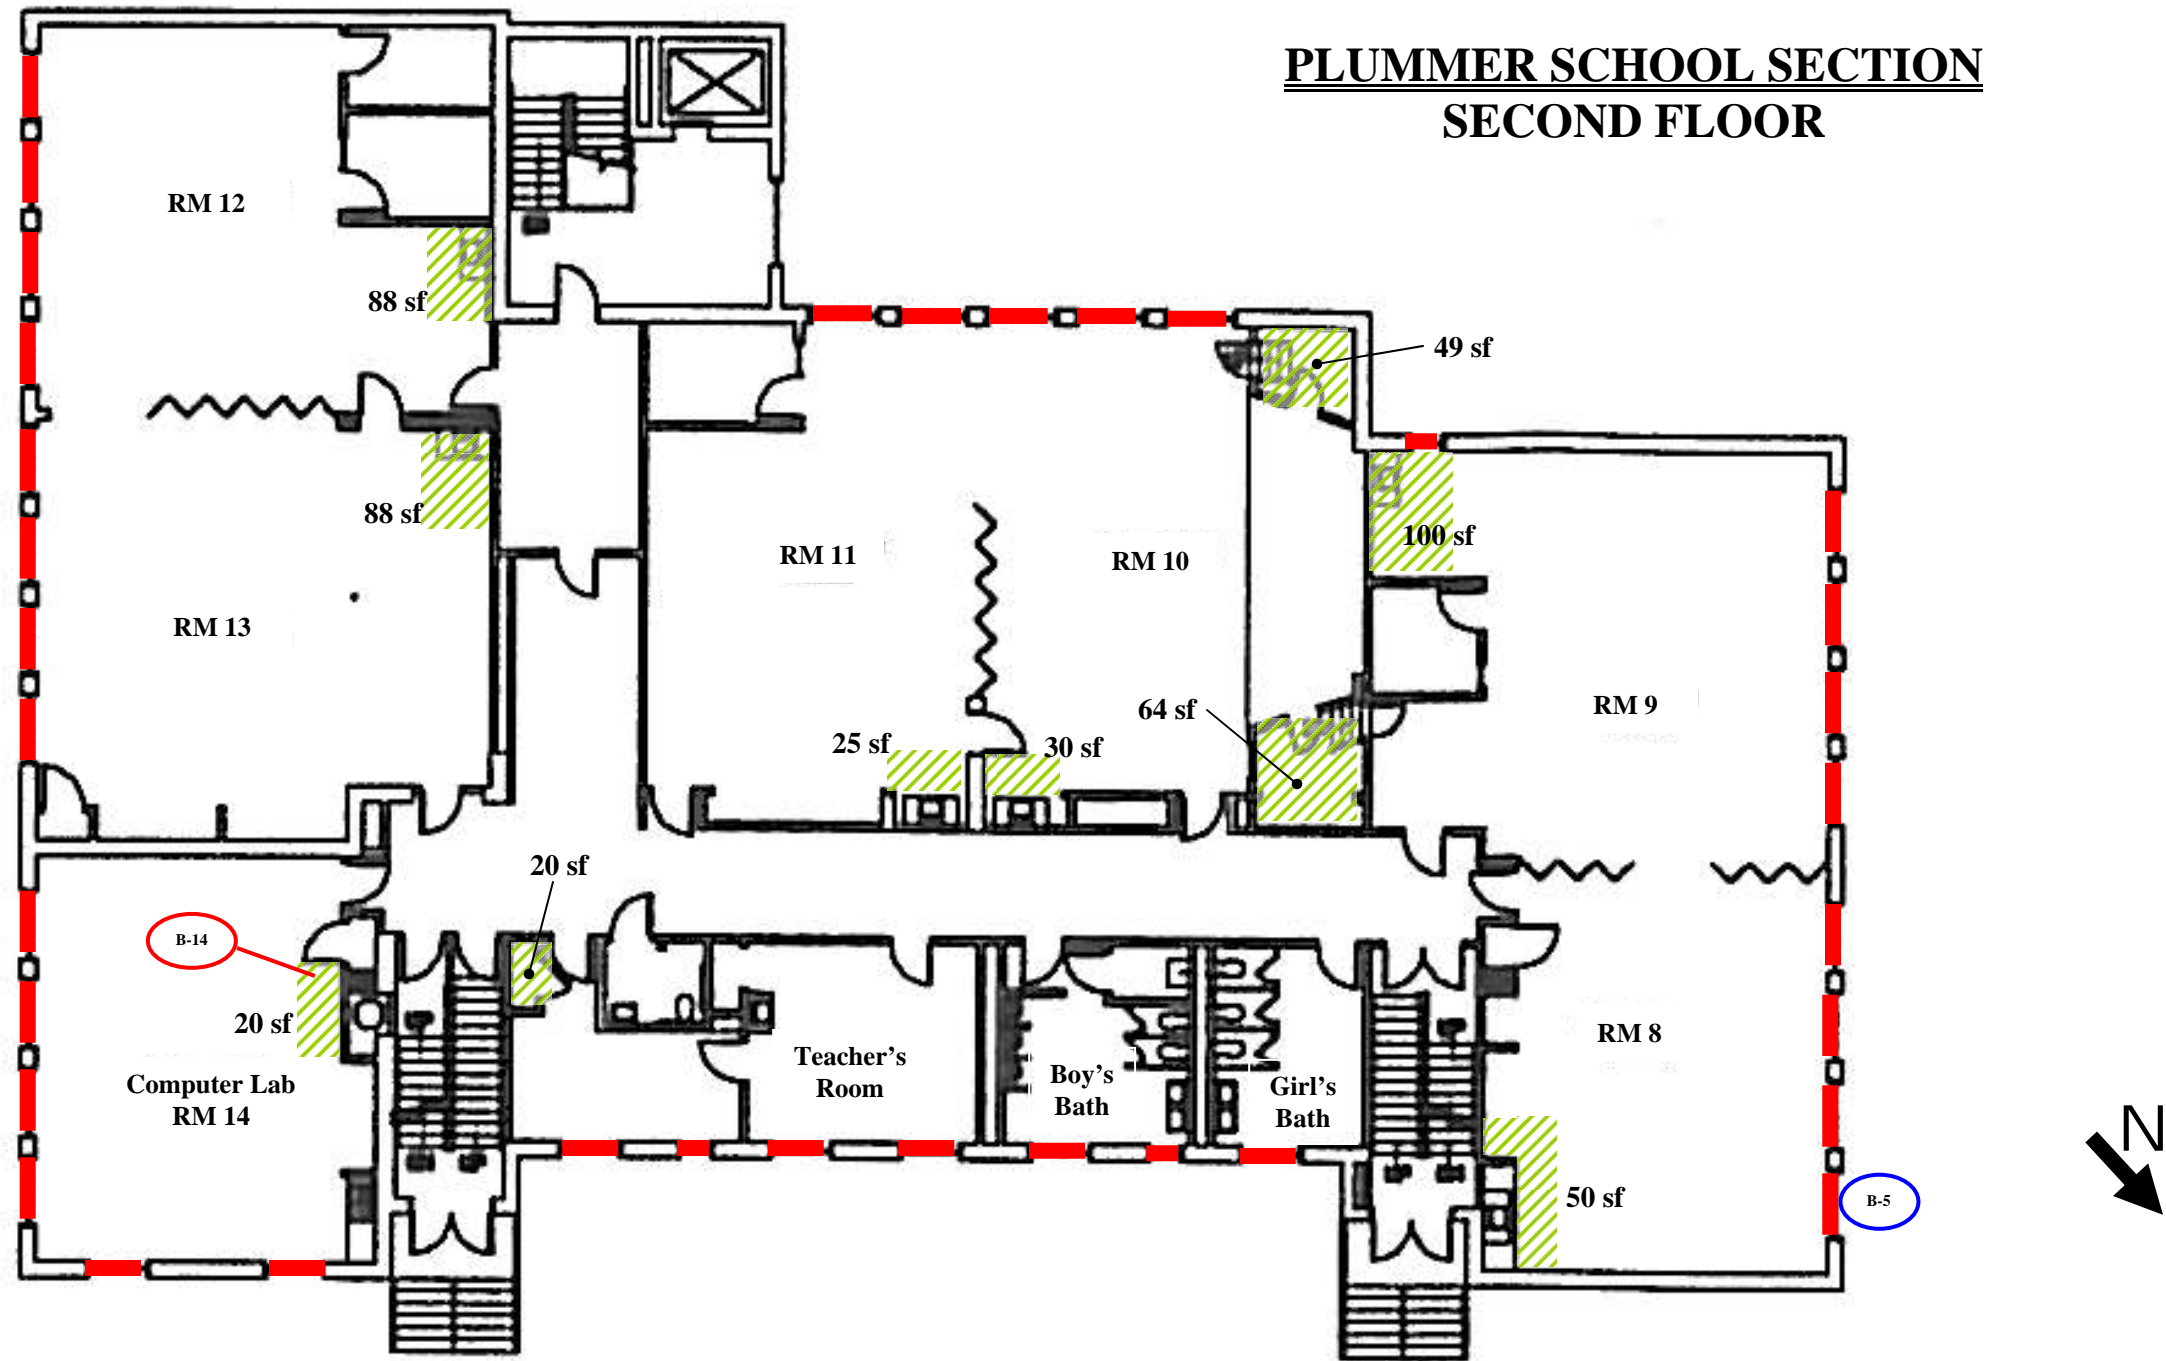 PLUMMER SCHOOL SECTION
SECOND FLOOR
RM 12
88 sf
49 sf
88 sf
100 sf
RM 11
RM 10
RM 13
RM 9
64 sf
25 sf
30 sf
20 sf
B-14
20 sf
RM 8
Teacher’s
Room
Boy’s
Bath
Girl’s
Bath
Computer Lab
RM 14
N
50 sf
B-5